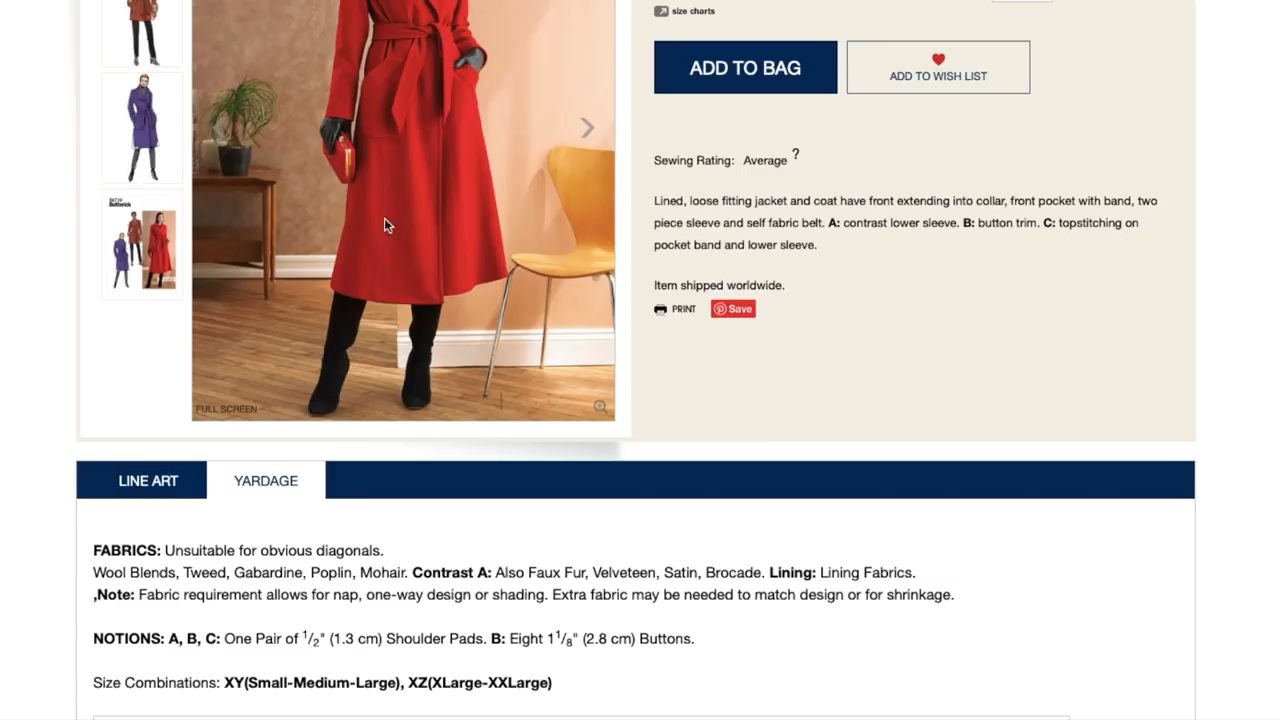 size charts
ADD TO BAG
ADD TO WISH LIST
Sewing Rating: Average ?
Lined, loose fitting jacket and coat have front extending into collar, front pocket with band, two
piece sleeve and self fabric belt. A: contrast lower sleeve. B: button trim. C: topstitching on
pocket band and lower sleeve.
Item shipped worldwide.
PRINT Save
Butterick
FULL SCREEN
LINE ART YARDAGE
FABRICS: Unsuitable for obvious diagonals.
Wool Blends, Tweed, Gabardine, Poplin, Mohair. Contrast A: Also Faux Fur, Velveteen, Satin, Brocade. Lining: Lining Fabrics.
,Note: Fabric requirement allows for nap, one-way design or shading. Extra fabric may be needed to match design or for shrinkage.
NOTIONS: A, B, C: One Pair of 1/2" (1.3 cm) Shoulder Pads. B: Eight 1 1/8" (2.8 cm) Buttons.
Size Combinations: XY(Small-Medium-Large), XZ(XLarge-XXLarge)